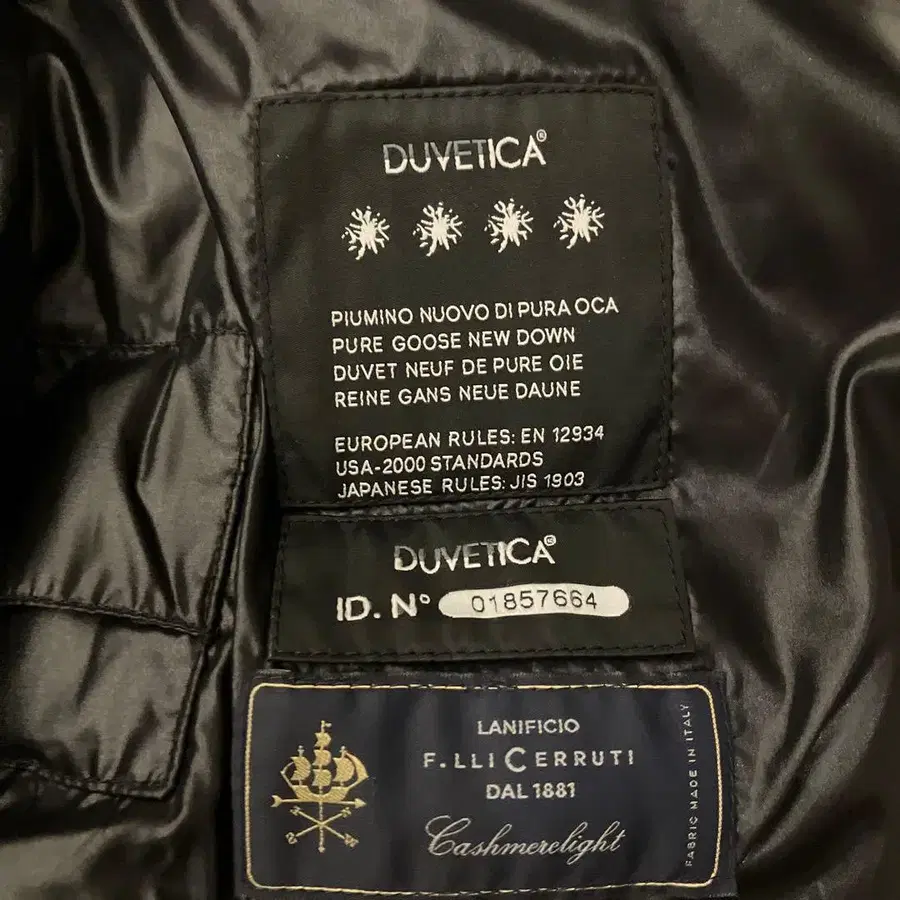 DUVETICA®
PIUMINO NUOVO DI PURA OCA
PURE GOOSE NEW DOWN
DUVET NEUF DE PURE OIE
REINE GANS NEUE DAUNE
EUROPEAN RULES: EN 12934
USA-2000 STANDARDS
JAPANESE RULES: JIS 1903
DUVETICA®
ID. N° 01857664
LANIFICIO
F.LLI CERRUTI
DAL 1881
Cashmerelight
FABRIC MADE IN ITALY